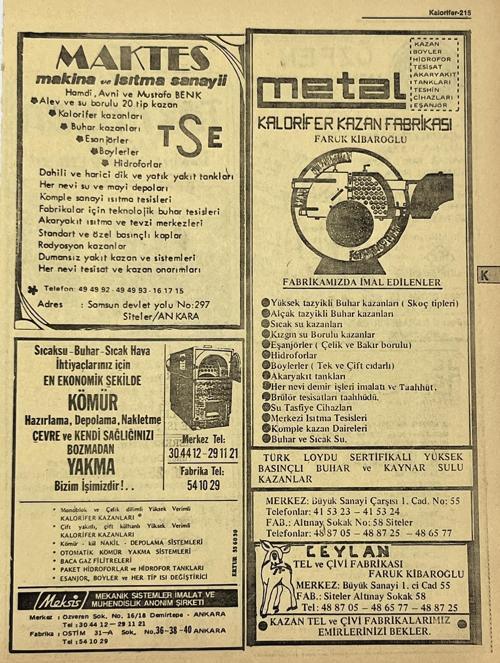 Kalorifer-215
MAKTES
makina ve Isıtma sanayii
Hamdi, Avni ve Mustafa BENK
Alev ve su borulu 20 tip kazan
Kalorifer kazanları
Buhar kazanları
Esanjörler
Boylerler
Hidroforlar
TSE
Dahili ve harici dik ve yatık yakıt tankları
Her nevi su ve mayi depoları
Komple sanayi ısıtma tesisleri
Fabrikalar için teknolojik buhar tesisleri
Akaryakıt ısıtma ve tevzi merkezleri
Standart ve özel basınçlı kaplar
Radyosyon kazanlar
Dumansız yakıt kazan ve sistemleri
Her nevi tesisat ve kazan onarımları
Telefon: 49 49 92 - 49 49 93 - 16 17 15
Adres : Samsun devlet yolu No: 297
Siteler/ANKARA
Sıcaksu - Buhar - Sıcak Hava
İhtiyaçlarınız için
EN EKONOMİK ŞEKİLDE
KÖMÜR
Hazırlama, Depolama, Nakletme
ÇEVRE ve KENDİ SAĞLIĞINIZI
BOZMADAN
YAKMA
Bizim İşimizdir!..
Merkez Tel:
30 44 12 - 29 11 21
Fabrika Tel:
54 10 29
• Monoblok ve Çelik dilimli Yüksek Verimli
KALORİFER KAZANLARI
• Çift yakıtlı, çift külhanlı Yüksek Verimli
KALORİFER KAZANLARI
• Kömür - kül NAKİL - DEPOLAMA SİSTEMLERİ
• OTOMATİK KÖMÜR YAKMA SİSTEMLERİ
• BACA GAZI FİLİTRELERİ
• PAKET HİDROFORLAR ve HİDROFOR TANKLARI
• ESANJOR, BOYLER ve HER TİP ISI DEĞİŞTİRİCİ
Meksis
MEKANİK SİSTEMLER İMALAT VE
MÜHENDİSLİK ANONİM ŞİRKETİ
Merkez : Özveren Sok. No, 16/18 Demirtepe - ANKARA
Tel: 30 44 12 - 29 11 21
Fabrika : OSTİM 31-A Sok. No, 36-38-40 ANKARA
Tel: 54 10 29
KAZAN
BOYLER
HİDROFOR
TESİSAT
AKARYAKIT
TANKLARI
TESHİN
CİHAZLARI
EŞANJÖR
metal
KALORİFER KAZAN FABRİKASI
FARUK KİBAROĞLU
FABRİKAMIZDA İMAL EDİLENLER
Yüksek tazyikli Buhar kazanları ( Skoç tipleri)
Alçak tazyikli Buhar kazanları
Sıcak su kazanları
Kızgın su Borulu kazanlar
Eşanjörler ( Çelik ve Bakır borulu)
Hidroforlar
Boylerler ( Tek ve Çift cidarlı)
Akaryakıt tankları
Her nevi demir işleri imalatı ve Taahhüt.
Brülör tesisatları taahhüdü.
Su Tasfiye Cihazları
Merkezi Isıtma Tesisleri
Komple kazan Daireleri
Buhar ve Sıcak Su.
TÜRK LOYDU SERTİFİKALI YÜKSEK
BASINÇLI BUHAR ve KAYNAR SULU
KAZANLAR
MERKEZ: Büyük Sanayi Çarşısı 1. Cad. No: 55
Telefonlar: 41 53 23 - 41 53 24
FAB.: Altınay Sokak No: 58 Siteler
Telefonlar: 48 87 05 - 48 87 25 - 48 65 77
CEYLAN
TEL ve ÇİVİ FABRİKASI
FARUK KİBAROĞLU
MERKEZ: Büyük Sanayi 1. ci Cad 55
FAB.: Siteler Altınay Sokak 58
Tel: 48 87 05 - 48 65 77 - 48 87 25
KAZAN TEL ve ÇİVİ FABRİKALARIMIZ
EMİRLERİNİZİ BEKLER.
K